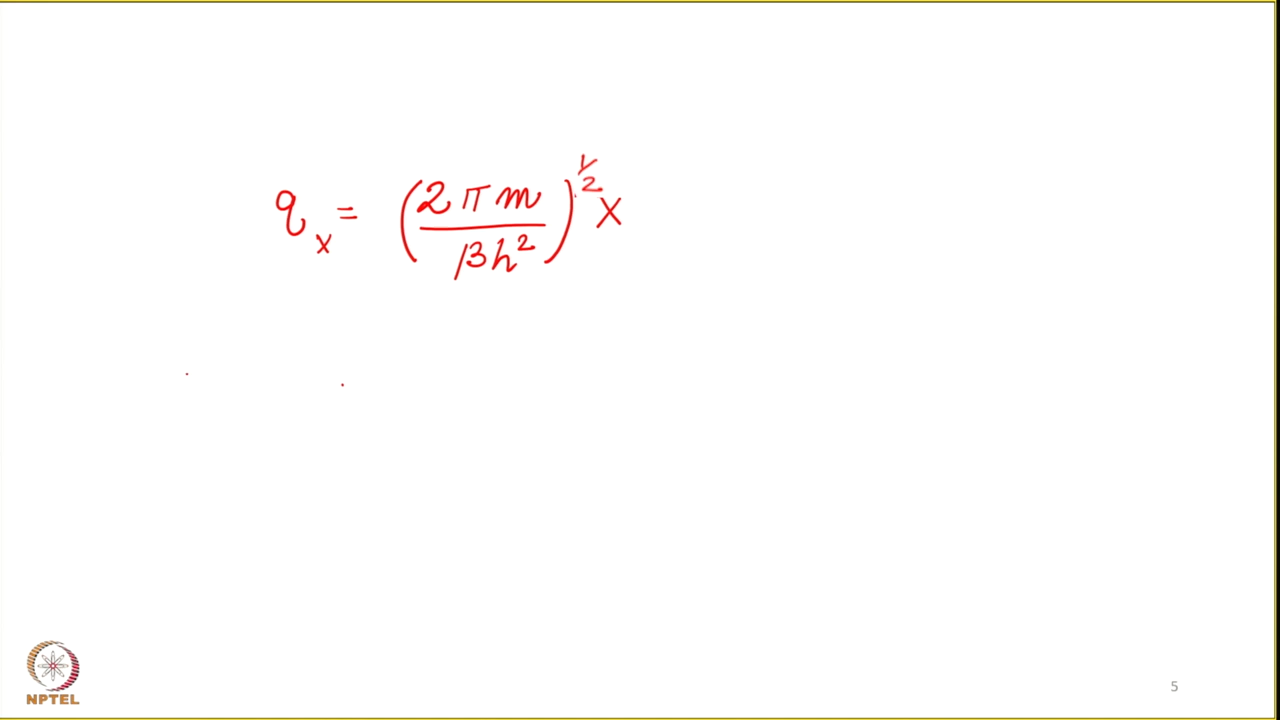 q_x = (2πm / βh²)^½ X
NPTEL
5